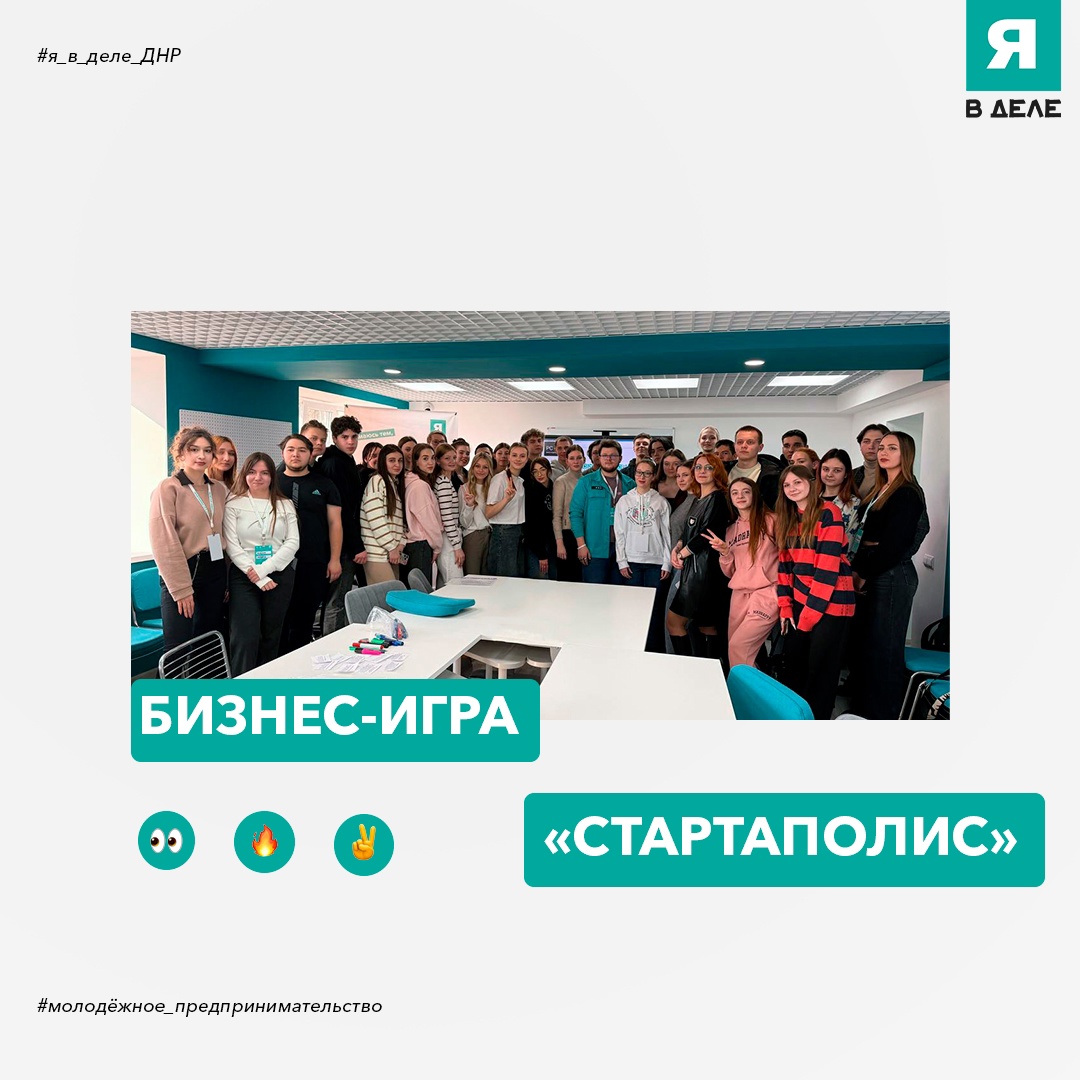 #я_в_деле_ДНР
Я
В ДЕЛЕ
БИЗНЕС-ИГРА
«СТАРТАПОЛИС»
#молодёжное_предпринимательство